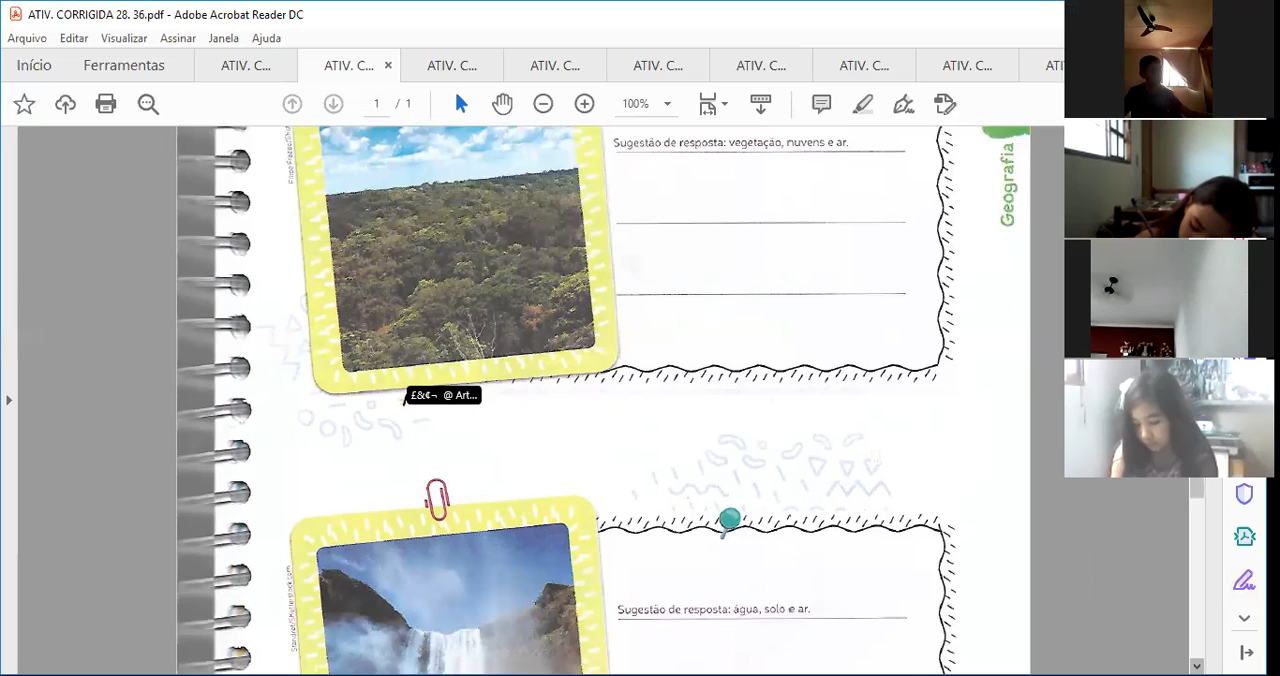 ATIV. CORRIGIDA 28. 36.pdf - Adobe Acrobat Reader DC
Arquivo Editar Visualizar Assinar Janela Ajuda
Início Ferramentas ATIV. C... ATIV. C... × ATIV. C... ATIV. C... ATIV. C... ATIV. C... ATIV. C... ATIV. C... ATI
1 / 1 100%
Sugestão de resposta: vegetação, nuvens e ar.
Geografia
£&¢¬ @ Art...
Sugestão de resposta: água, solo e ar.